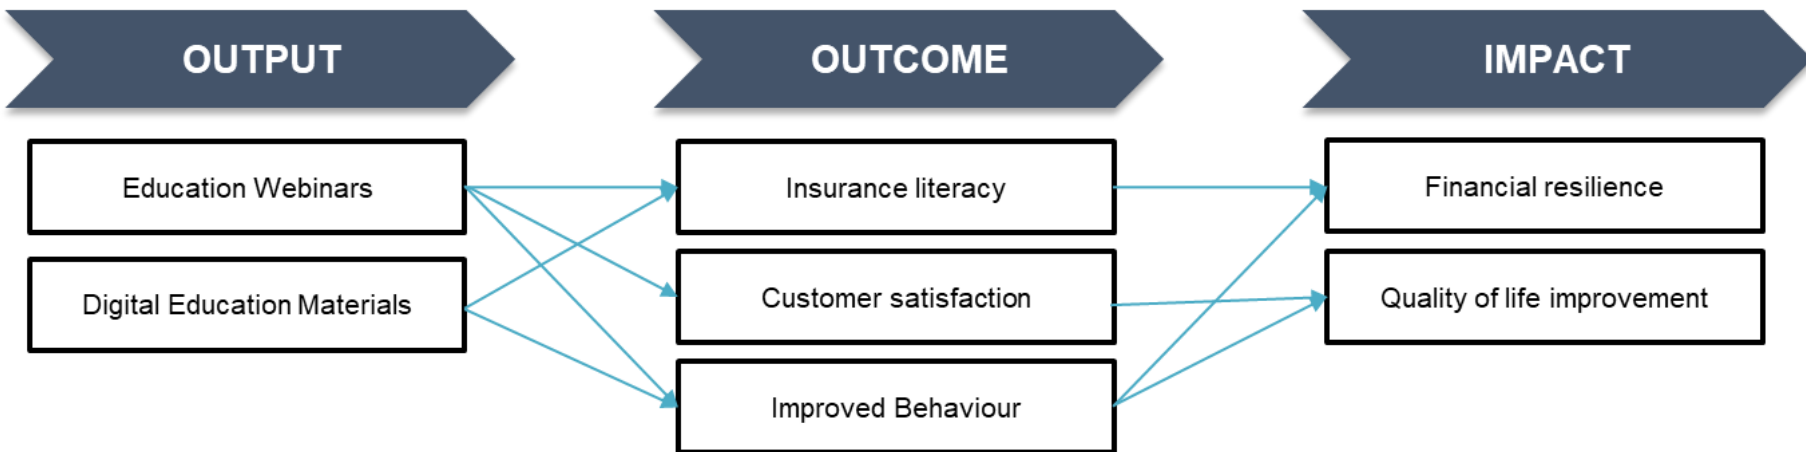 OUTPUT
OUTCOME
IMPACT
Education Webinars
Insurance literacy
Financial resilience
Digital Education Materials
Customer satisfaction
Quality of life improvement
Improved Behaviour